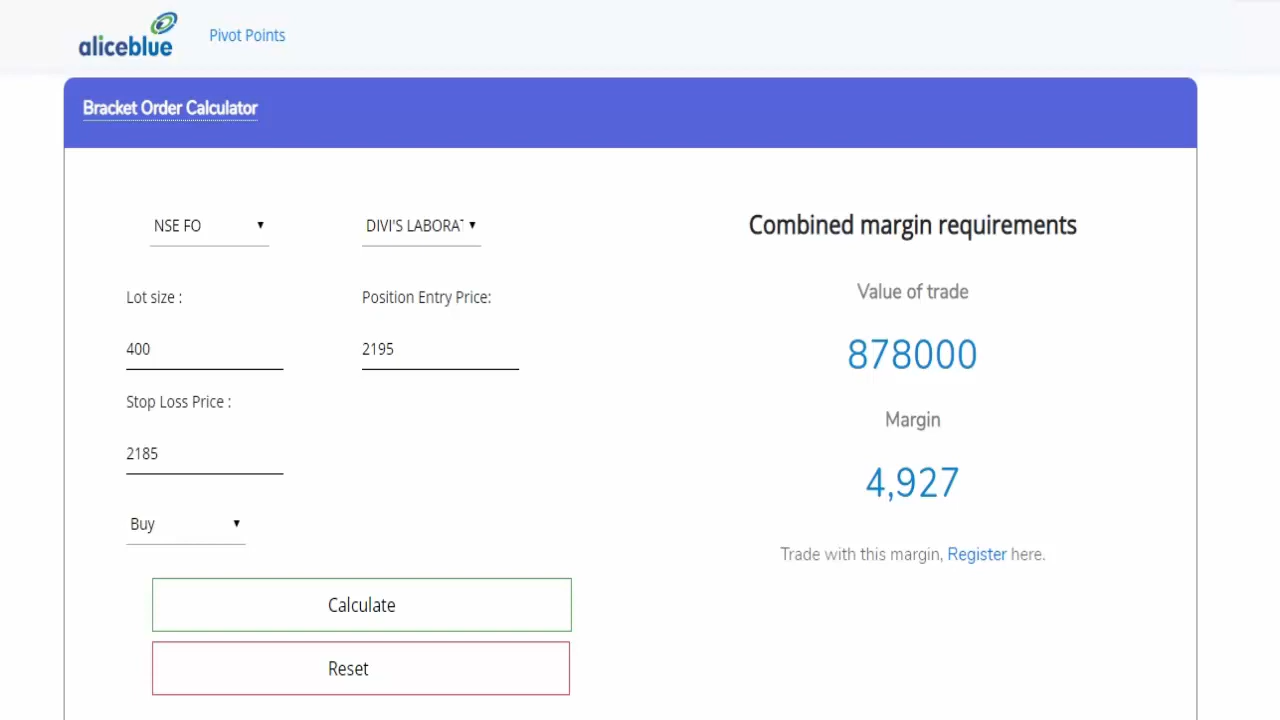 aliceblue
Pivot Points
Bracket Order Calculator
NSE FO
DIVI'S LABORAT
Combined margin requirements
Lot size :
Position Entry Price:
Value of trade
400
2195
878000
Stop Loss Price :
Margin
2185
4,927
Buy
Trade with this margin, Register here.
Calculate
Reset